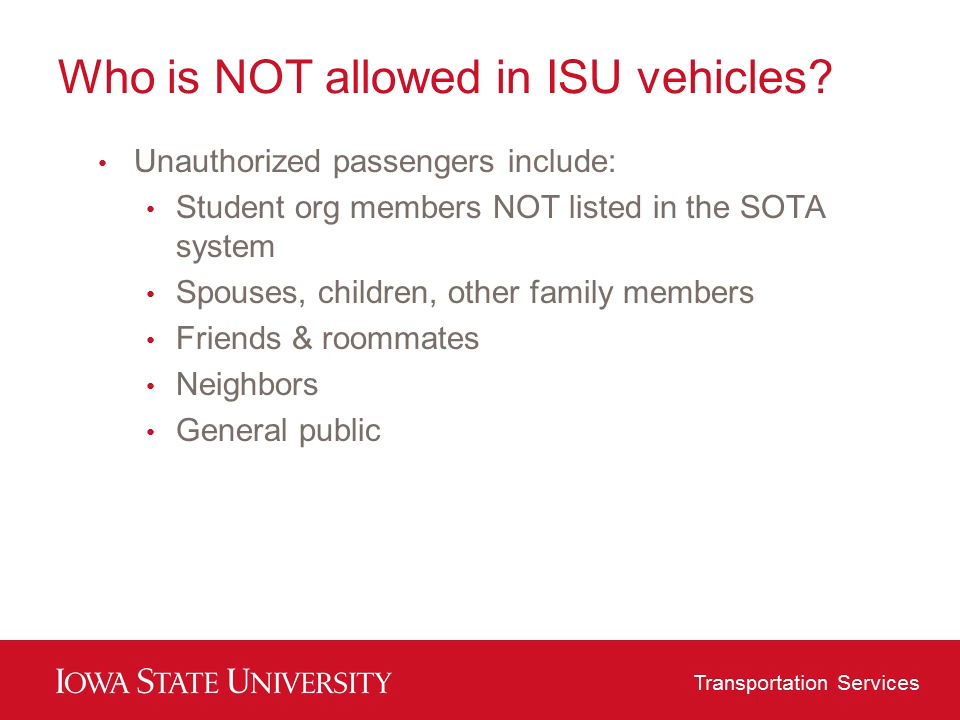 Who is NOT allowed in ISU vehicles?
• Unauthorized passengers include:
• Student org members NOT listed in the SOTA
system
• Spouses, children, other family members
• Friends & roommates
• Neighbors
• General public
IOWA STATE UNIVERSITY
Transportation Services